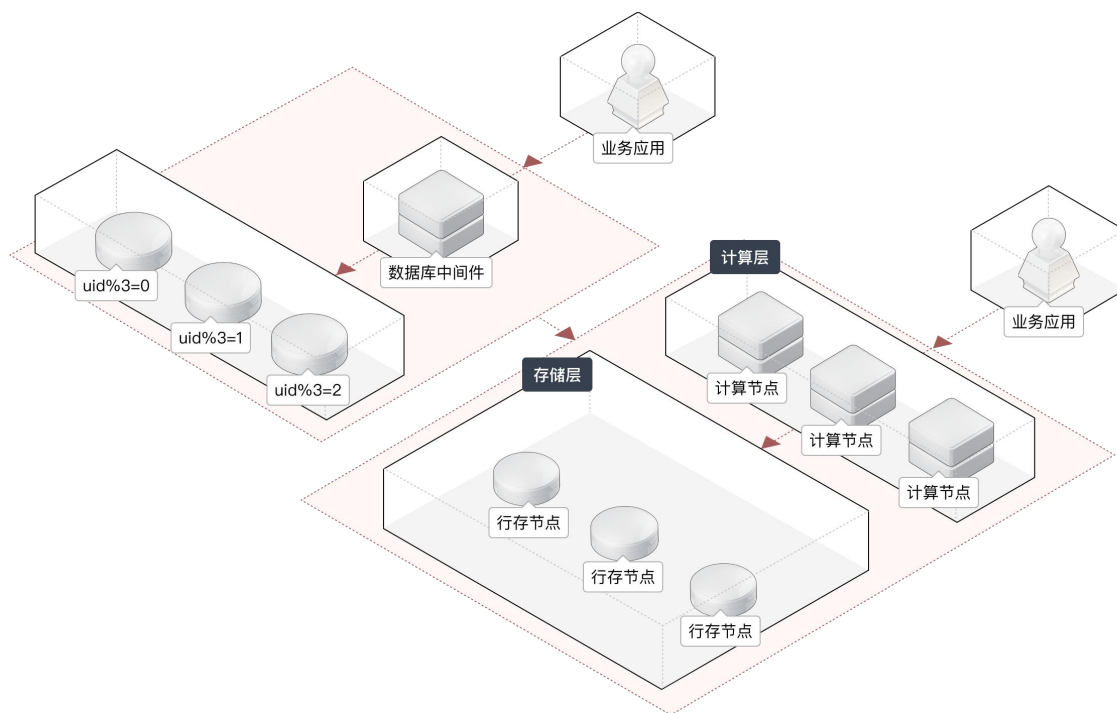 业务应用
数据库中间件
uid%3=0
uid%3=1
uid%3=2
业务应用
计算层
计算节点
计算节点
计算节点
存储层
行存节点
行存节点
行存节点